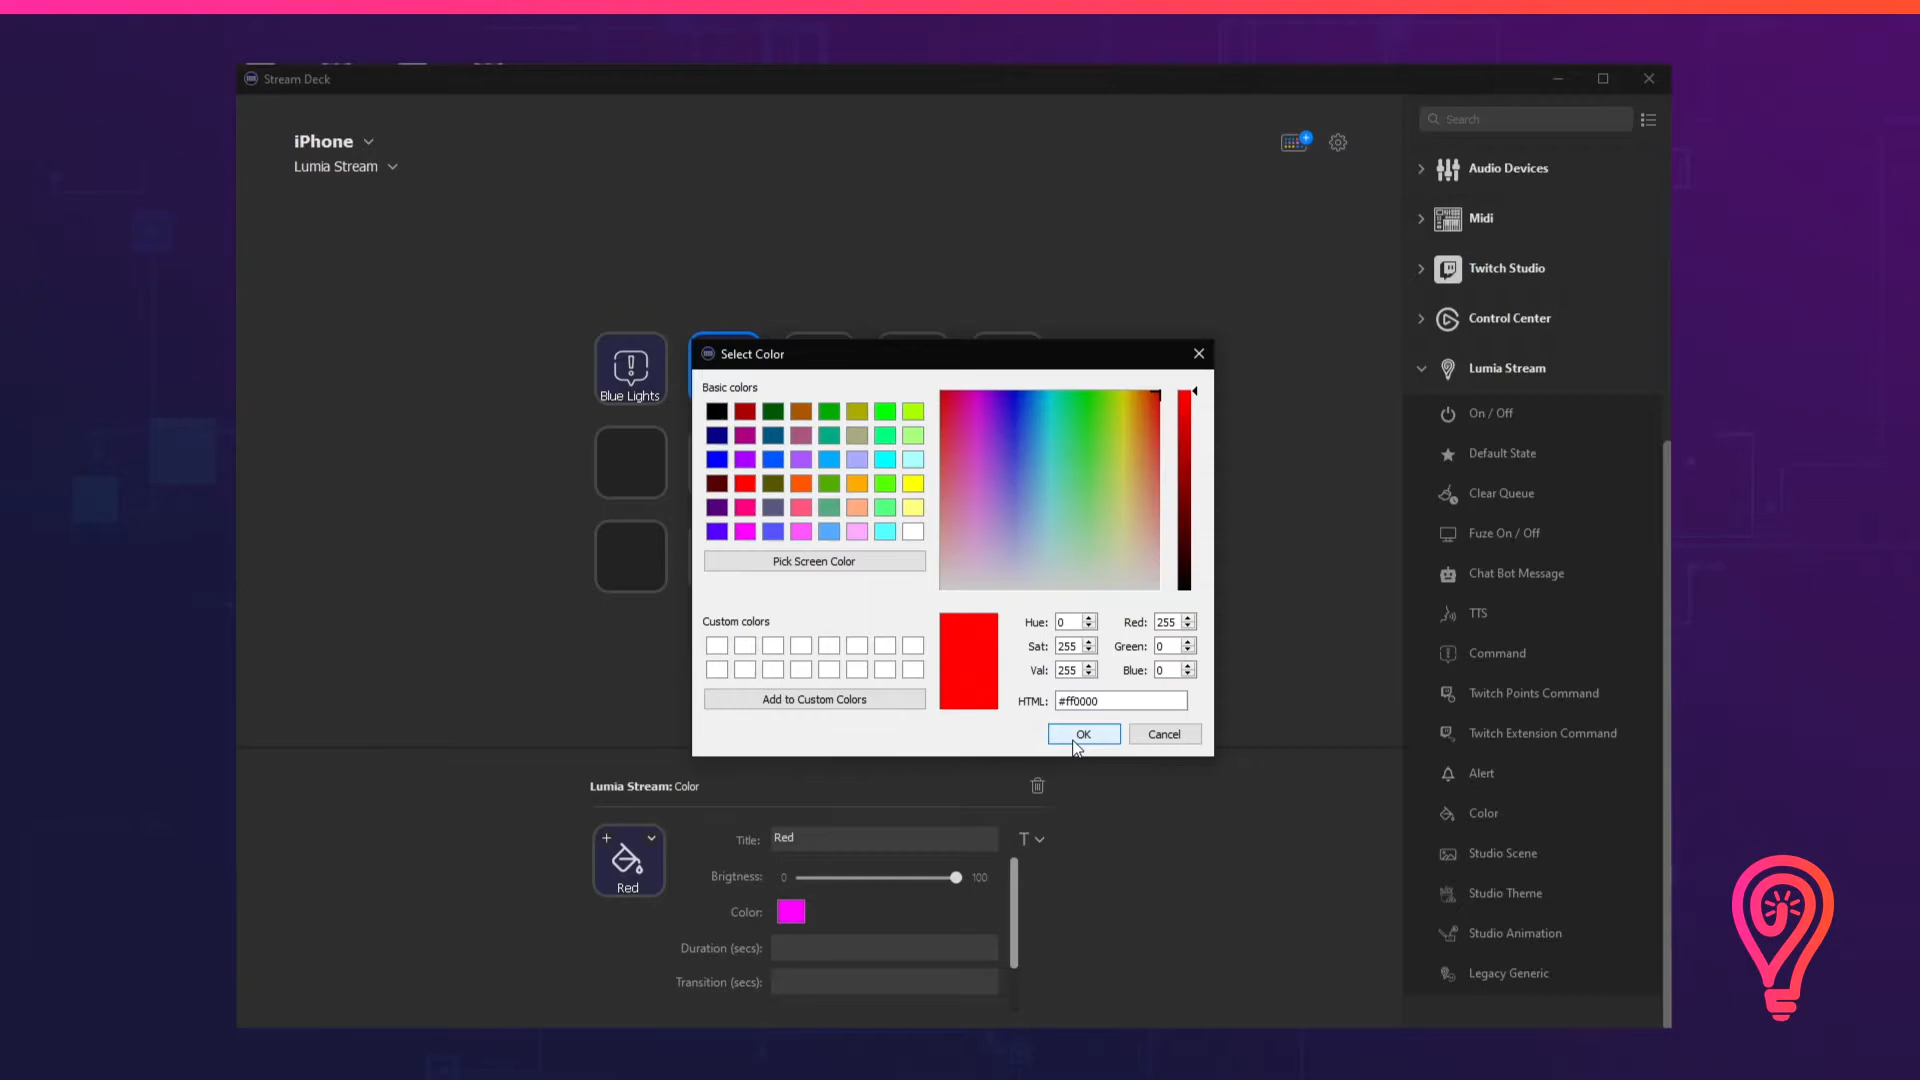 Stream Deck
iPhone
Lumia Stream
Search
Audio Devices
Midi
Twitch Studio
Control Center
Lumia Stream
On / Off
Default State
Clear Queue
Fuze On / Off
Chat Bot Message
TTS
Command
Twitch Points Command
Twitch Extension Command
Alert
Color
Studio Scene
Studio Theme
Studio Animation
Legacy Generic
Blue Lights
Select Color
Basic colors
Pick Screen Color
Custom colors
Add to Custom Colors
Hue: 0 Red: 255
Sat: 255 Green: 0
Val: 255 Blue: 0
HTML: #ff0000
OK Cancel
Lumia Stream: Color
Red
Title: Red
T
Brigtness: 0 100
Color:
Duration (secs):
Transition (secs):